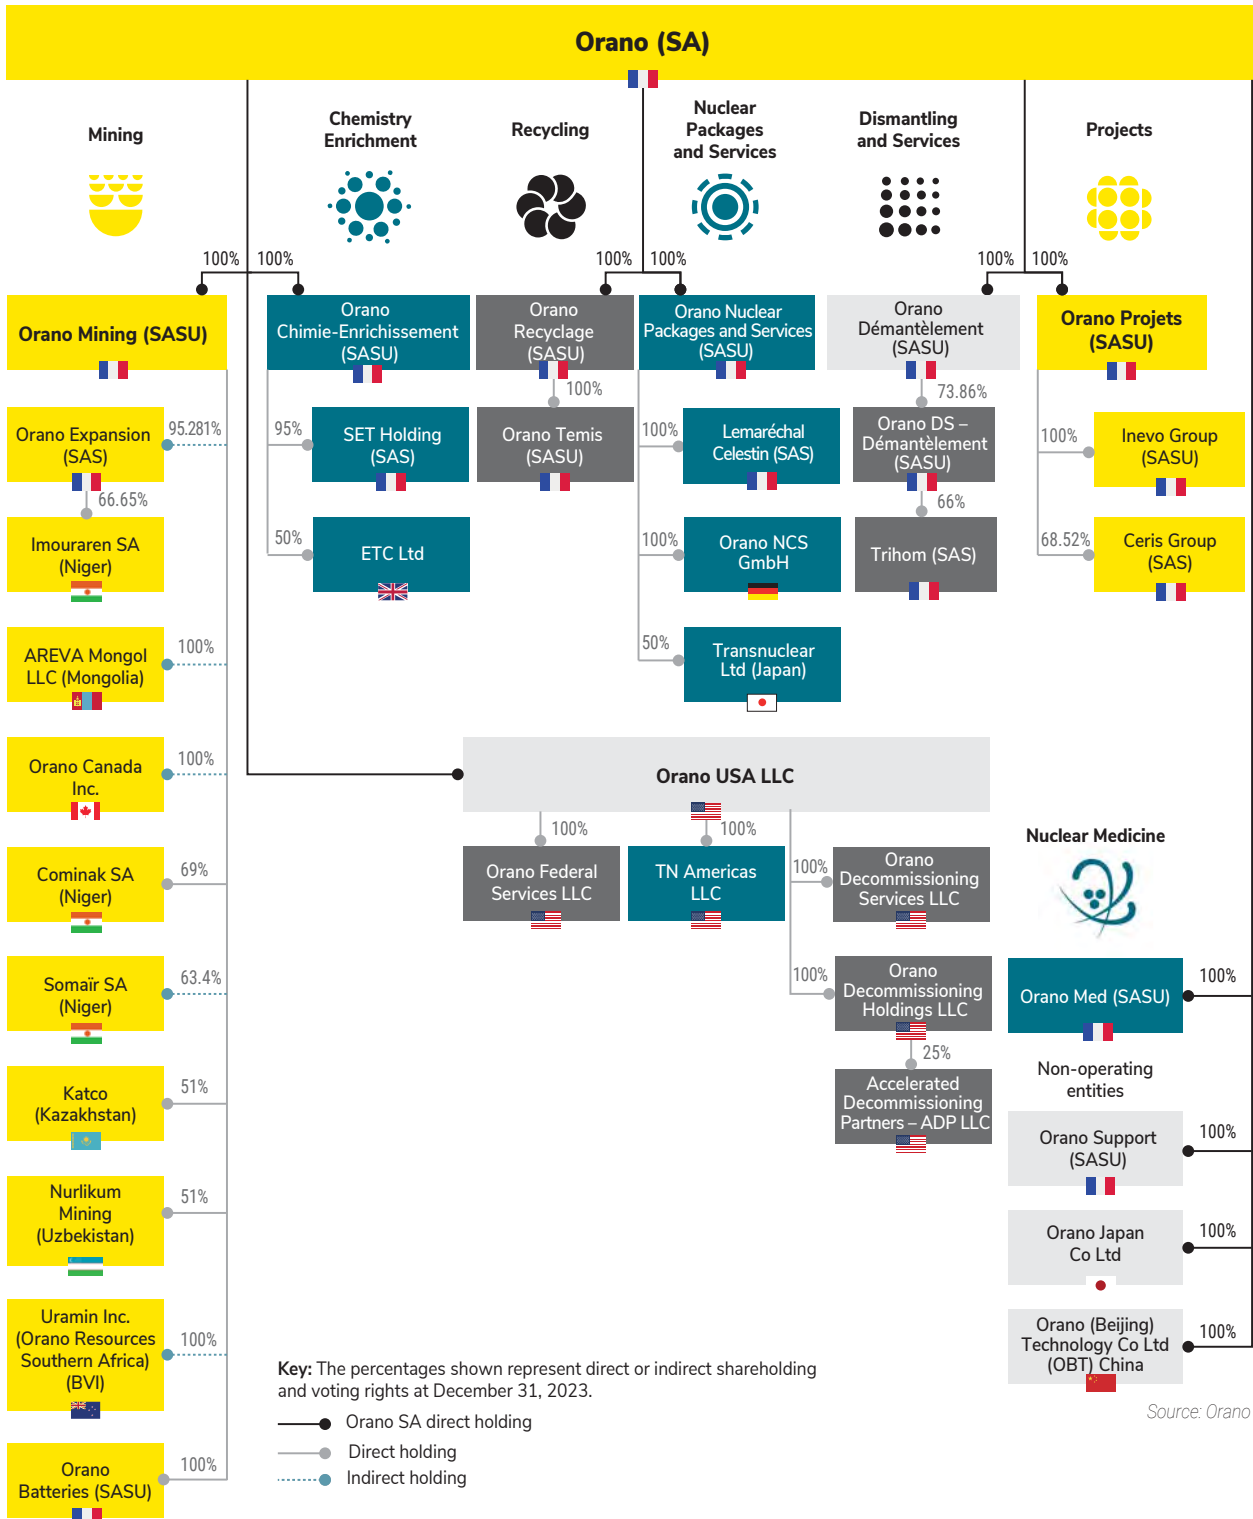 Orano (SA)
Mining
Chemistry
Enrichment
Recycling
Nuclear
Packages
and Services
Dismantling
and Services
Projects
100%
100%
100%
100%
100%
100%
Orano Mining (SASU)
Orano
Chimie-Enrichissement
(SASU)
Orano
Recyclage
(SASU)
Orano Nuclear
Packages and Services
(SASU)
Orano
Démantèlement
(SASU)
Orano Projets
(SASU)
100%
73.86%
Orano Expansion
(SAS)
95.281%
95%
SET Holding
(SAS)
Orano Temis
(SASU)
100%
Lemaréchal
Celestin (SAS)
Orano DS –
Démantèlement
(SASU)
100%
Inevo Group
(SASU)
66.65%
66%
Imouraren SA
(Niger)
50%
ETC Ltd
100%
Orano NCS
GmbH
Trihom (SAS)
68.52%
Ceris Group
(SAS)
AREVA Mongol
LLC (Mongolia)
100%
50%
Transnuclear
Ltd (Japan)
Orano Canada
Inc.
100%
Orano USA LLC
100%
100%
Orano Federal
Services LLC
TN Americas
LLC
100%
Orano
Decommissioning
Services LLC
Nuclear Medicine
Cominak SA
(Niger)
69%
Somaïr SA
(Niger)
63.4%
100%
Orano
Decommissioning
Holdings LLC
Orano Med (SASU)
100%
25%
Accelerated
Decommissioning
Partners – ADP LLC
Non-operating
entities
Katco
(Kazakhstan)
51%
Orano Support
(SASU)
100%
Nurlikum
Mining
(Uzbekistan)
51%
Orano Japan
Co Ltd
100%
Uramin Inc.
(Orano Resources
Southern Africa)
(BVI)
100%
Orano (Beijing)
Technology Co Ltd
(OBT) China
100%
Orano
Batteries (SASU)
100%
Key: The percentages shown represent direct or indirect shareholding
and voting rights at December 31, 2023.
Orano SA direct holding
Direct holding
Indirect holding
Source: Orano